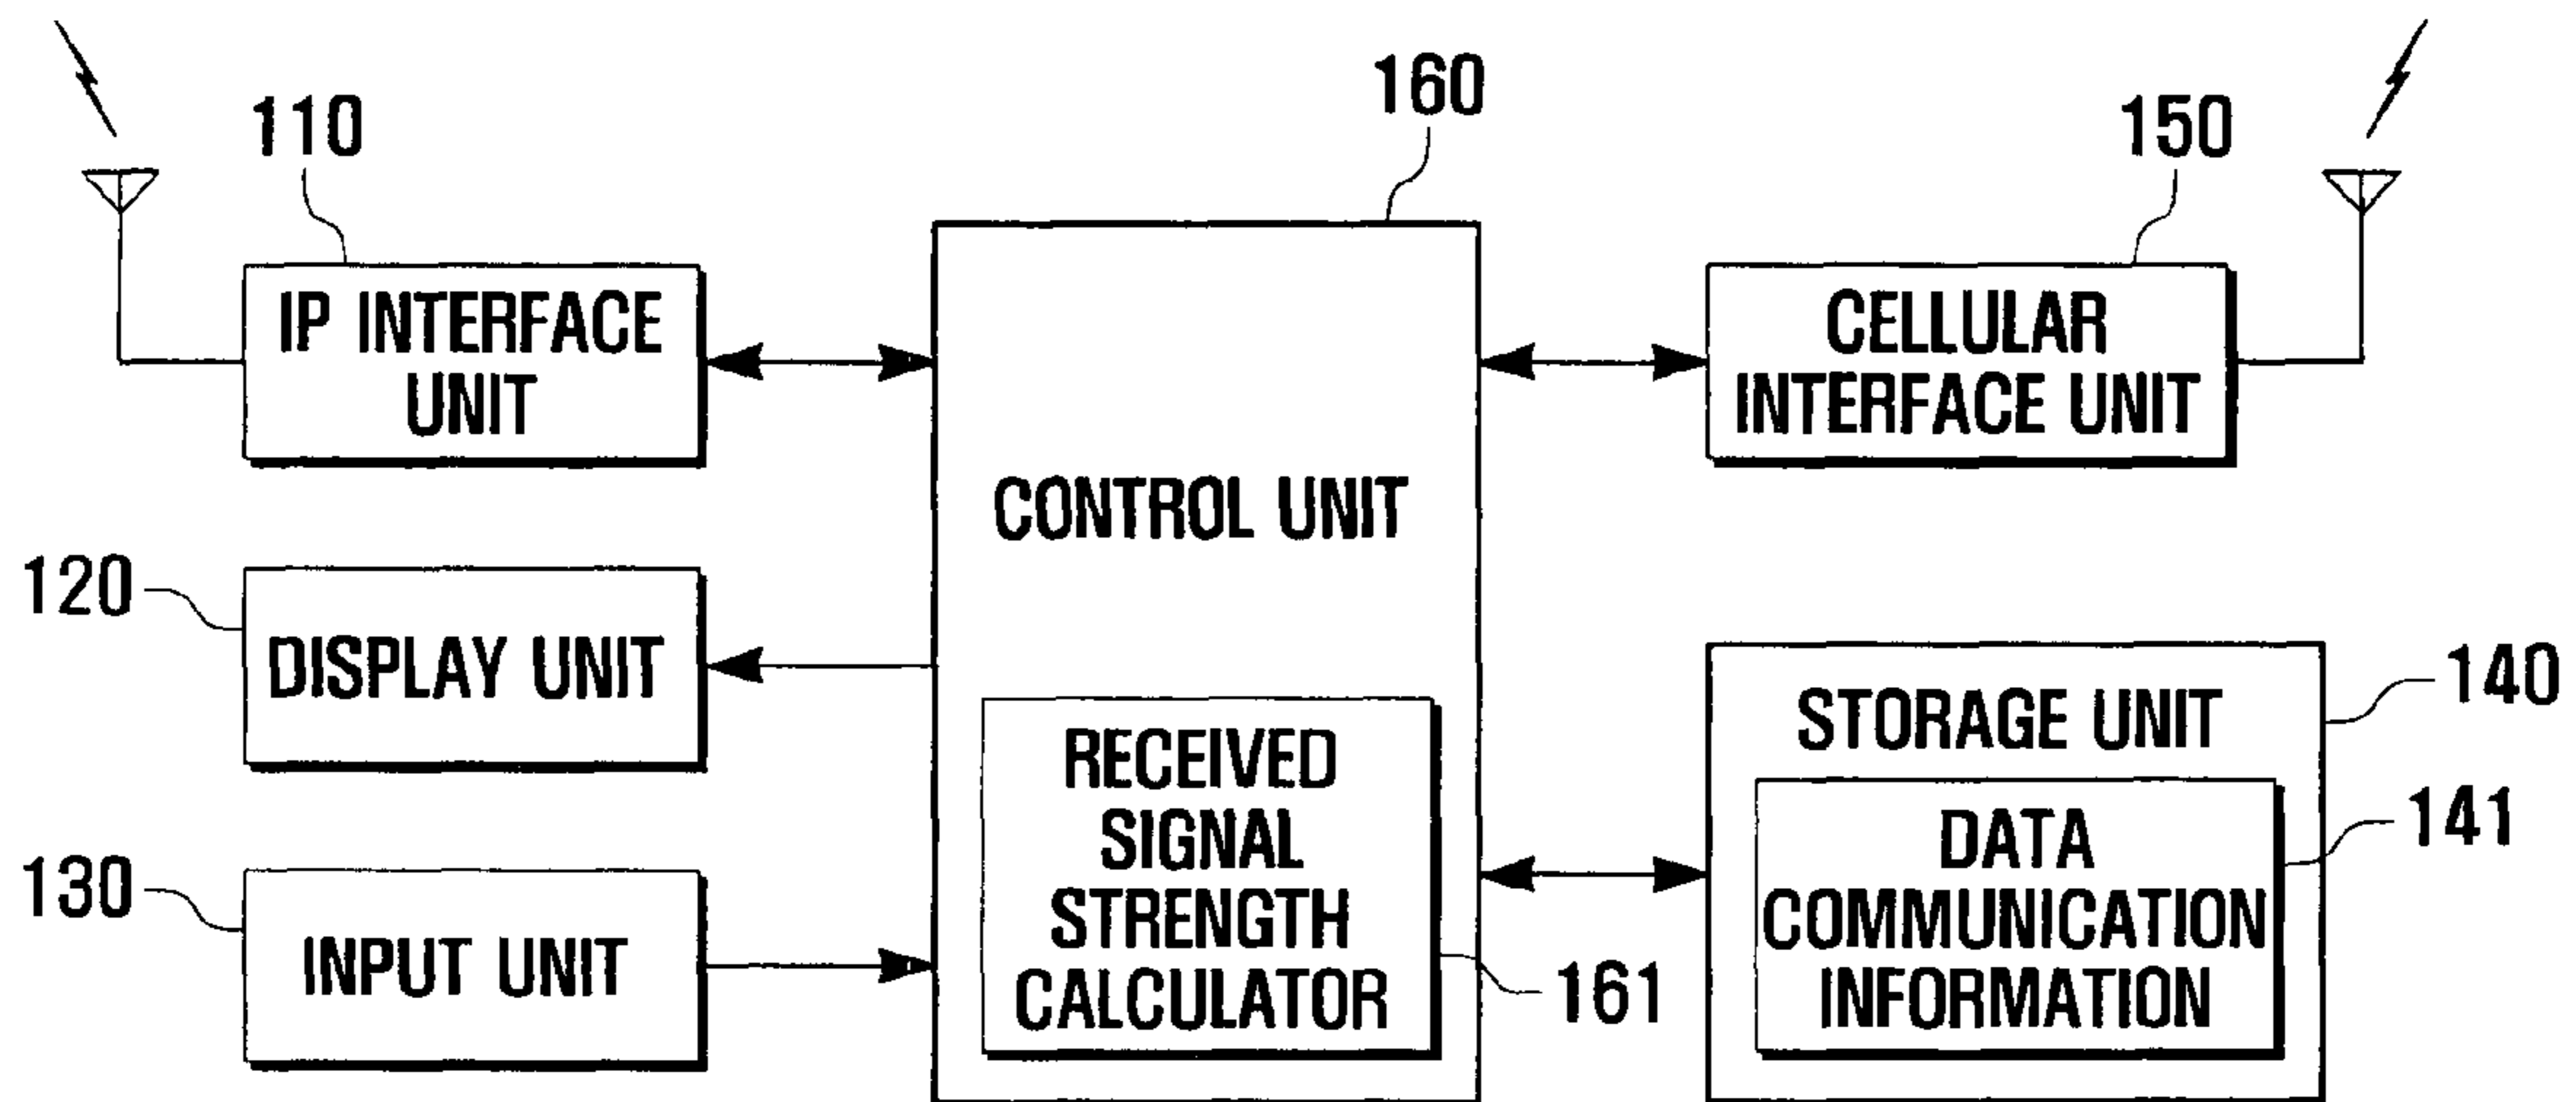 160
110
150
IP INTERFACE
UNIT
CELLULAR
INTERFACE UNIT
CONTROL UNIT
120
DISPLAY UNIT
140
STORAGE UNIT
RECEIVED
SIGNAL
STRENGTH
CALCULATOR
141
DATA
COMMUNICATION
INFORMATION
130
INPUT UNIT
161